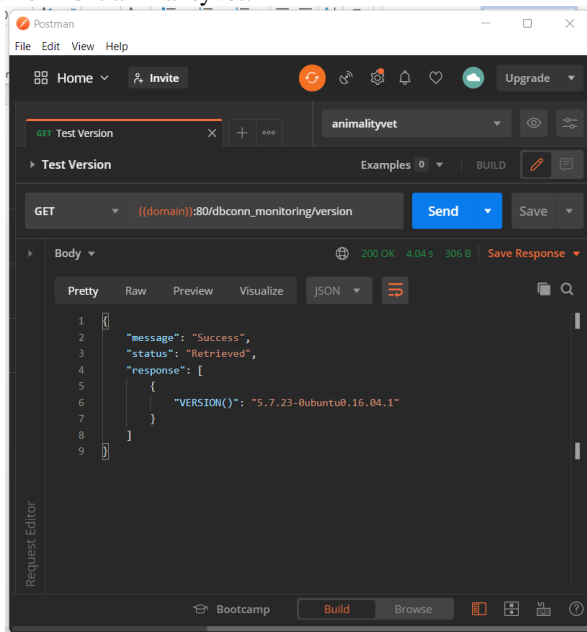 Postman
File Edit View Help
Home Invite Upgrade
GET Test Version
animalityvet
Test Version Examples 0 BUILD
GET {{domain}}:80/dbconn_monitoring/version Send Save
Body 200 OK 4.04 s 306 B Save Response
Pretty Raw Preview Visualize JSON
1 {
2 "message": "Success",
3 "status": "Retrieved",
4 "response": [
5 {
6 "VERSION()": "5.7.23-0ubuntu0.16.04.1"
7 }
8 ]
9 }
Request Editor
Bootcamp Build Browse